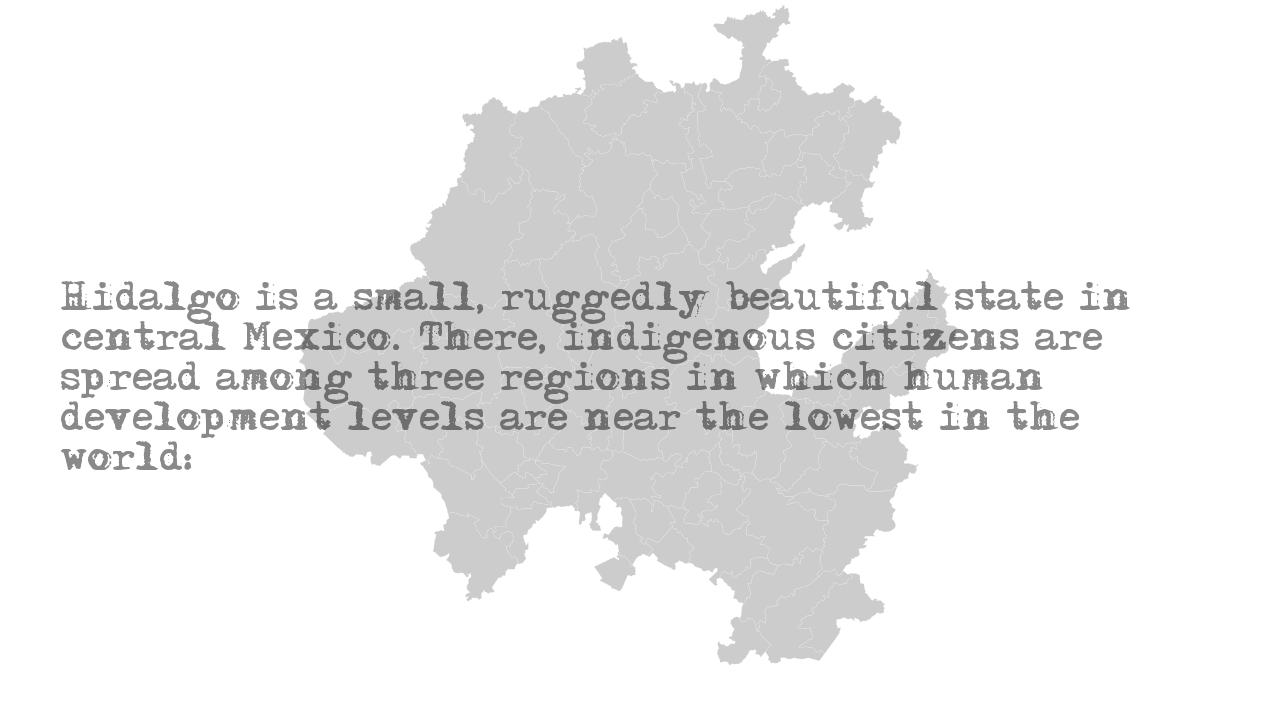 Hidalgo is a small, ruggedly beautiful state in
central Mexico. There, indigenous citizens are
spread among three regions in which human
development levels are near the lowest in the
world: